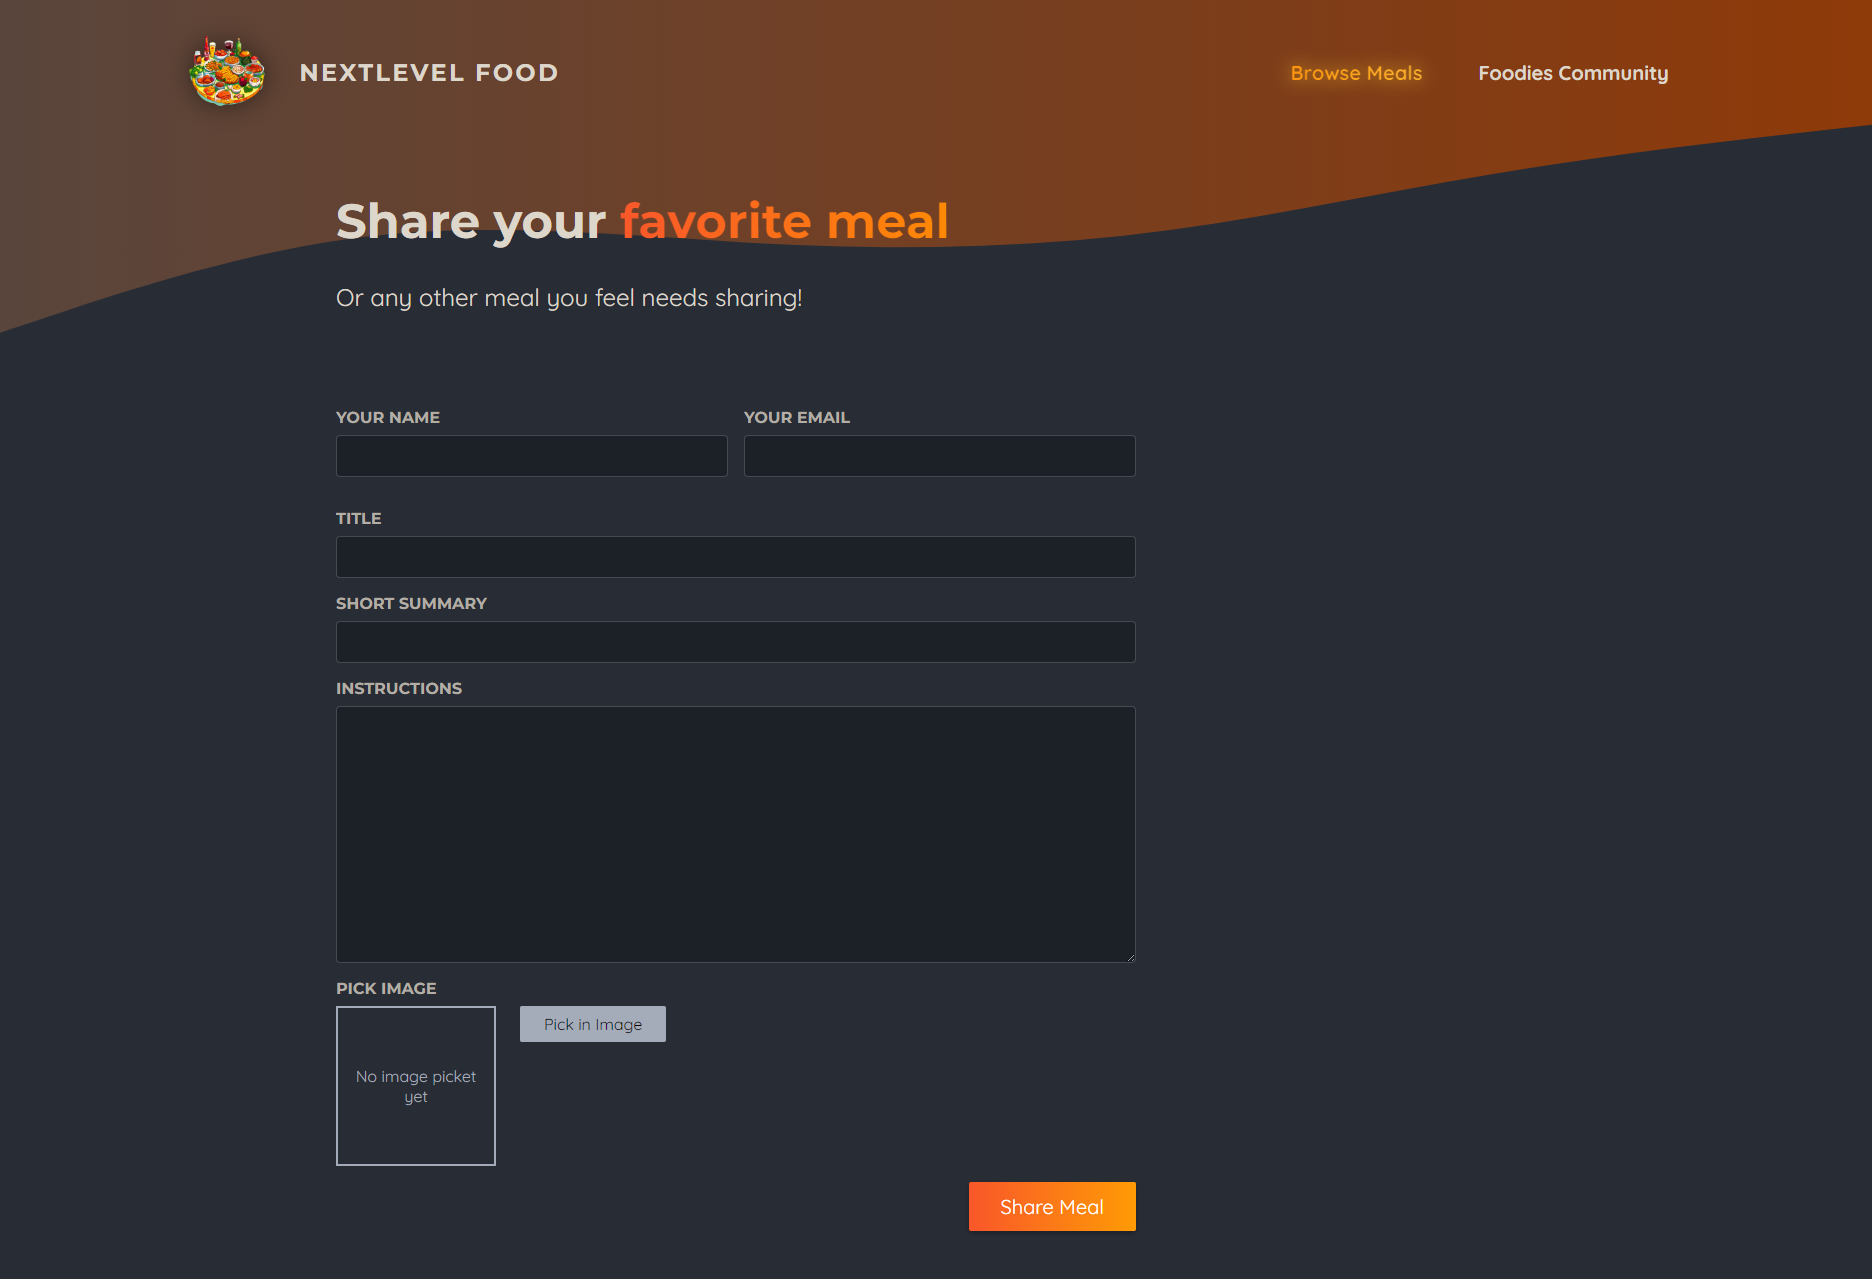 NEXTLEVEL FOOD
Browse Meals
Foodies Community
Share your favorite meal
Or any other meal you feel needs sharing!
YOUR NAME
YOUR EMAIL
TITLE
SHORT SUMMARY
INSTRUCTIONS
PICK IMAGE
No image picket
yet
Pick in Image
Share Meal